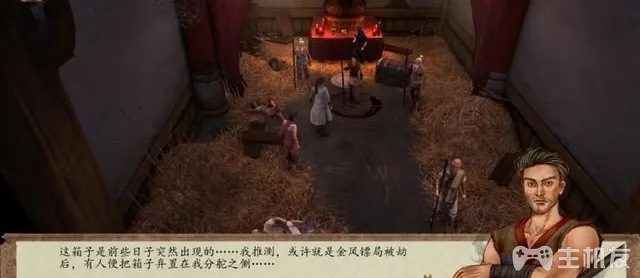 这箱子是前些日子突然出现的……我推测，或许就是金风镖局被劫
后，有人便把箱子弃置在我分舵之侧……
主机友